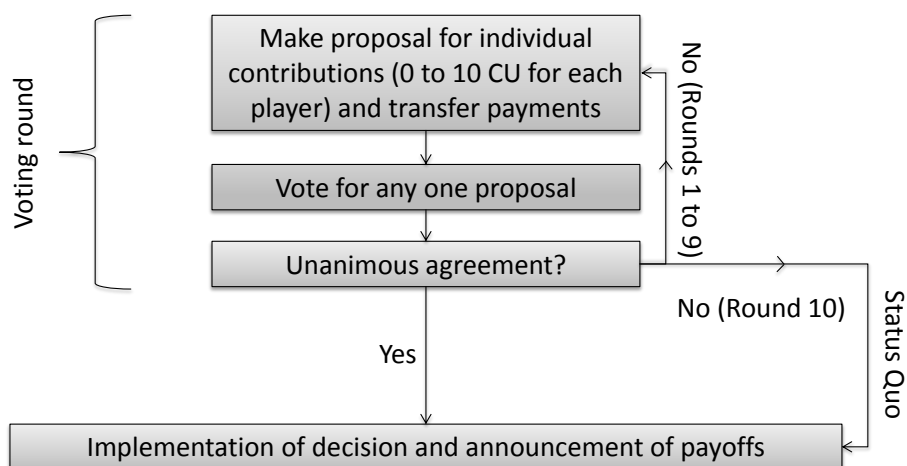 Voting round
Make proposal for individual
contributions (0 to 10 CU for each
player) and transfer payments
Vote for any one proposal
Unanimous agreement?
No (Rounds 1 to 9)
No (Round 10)
Status Quo
Yes
Implementation of decision and announcement of payoffs